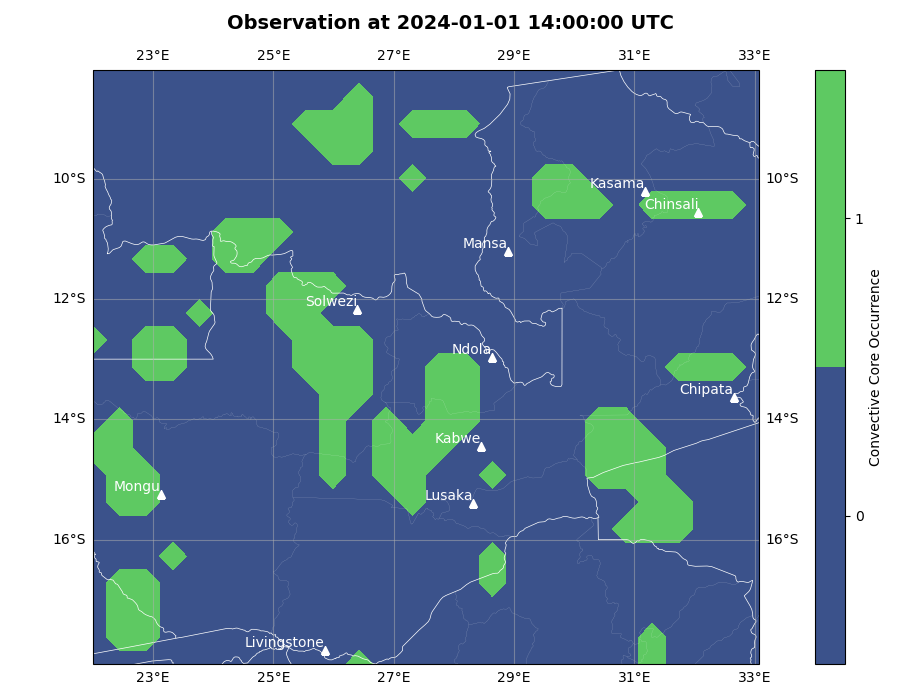 Observation at 2024-01-01 14:00:00 UTC
23°E 25°E 27°E 29°E 31°E 33°E
10°S 10°S
Kasama
Chinsali
Mansa
12°S 12°S
Solwezi
Ndola
Chipata
14°S 14°S
Kabwe
Mongu
Lusaka
16°S 16°S
Livingstone
23°E 25°E 27°E 29°E 31°E 33°E
1
0
Convective Core Occurrence